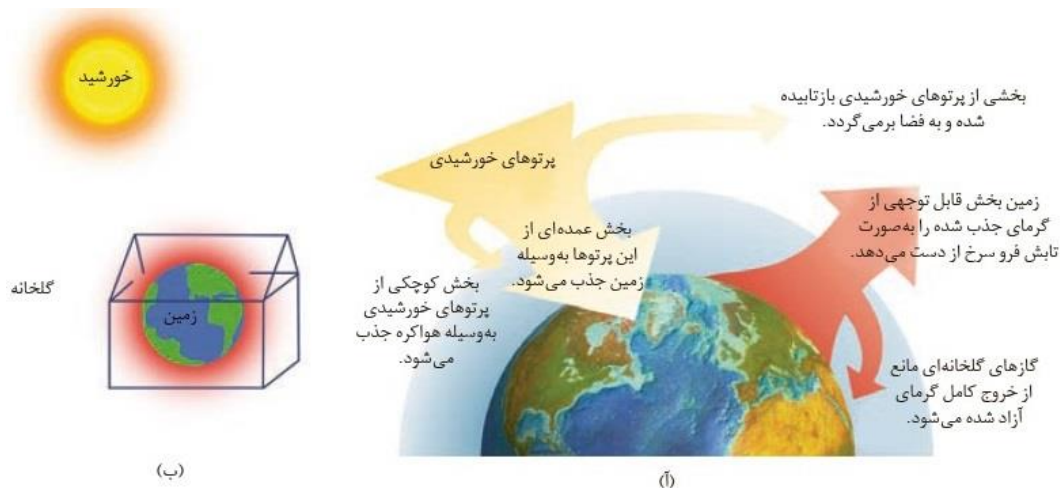 خورشید
بخشی از پرتوهای خورشیدی بازتابیده
شده و به فضا برمی‌گردد.
پرتوهای خورشیدی
زمین بخش قابل توجهی از
گرمای جذب شده را به‌صورت
تابش فرو سرخ از دست می‌دهد.
بخش عمده‌ای از
این پرتوها به‌وسیله
زمین جذب می‌شود.
بخش کوچکی از
پرتوهای خورشیدی
به‌وسیله هواکره جذب
می‌شود.
گازهای گلخانه‌ای مانع
از خروج کامل گرمای
آزاد شده می‌شود.
(آ)
گلخانه
زمین
(ب)